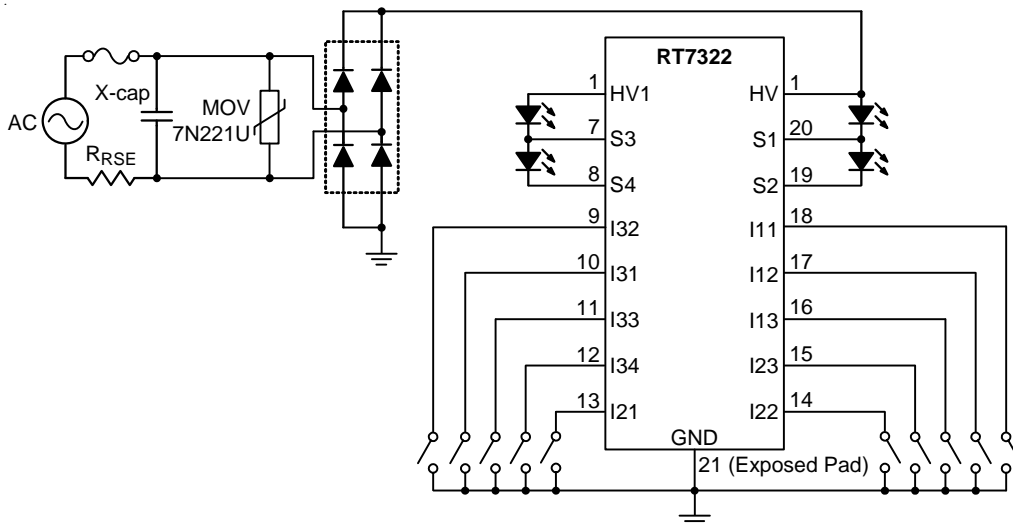 RT7322
X-cap
MOV
7N221U
AC
RRSE
1 HV1
7 S3
8 S4
9 I32
10 I31
11 I33
12 I34
13 I21
HV 1
S1 20
S2 19
I11 18
I12 17
I13 16
I23 15
I22 14
GND
21 (Exposed Pad)